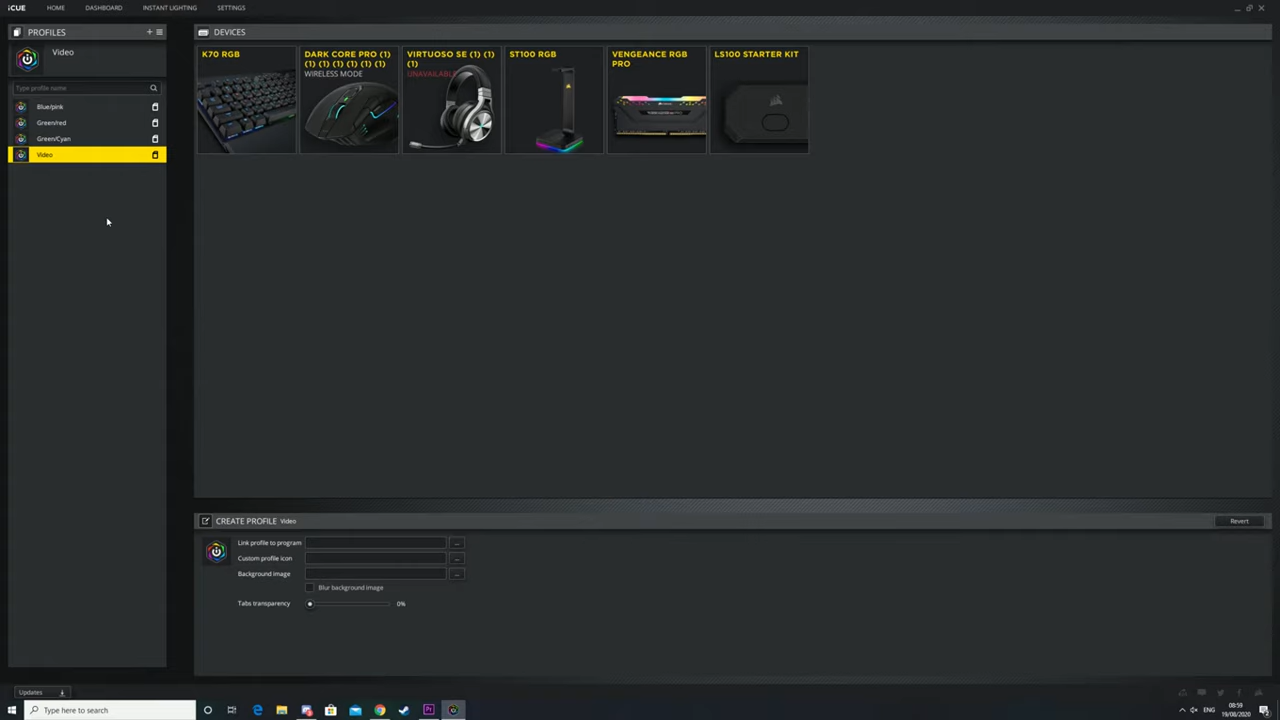 iCUE HOME DASHBOARD INSTANT LIGHTING SETTINGS
PROFILES
Video
Type profile name
Blue/pink
Green/red
Green/Cyan
Video
DEVICES
K70 RGB
DARK CORE PRO (1)
(1) (1) (1) (1) (1) (1)
WIRELESS MODE
VIRTUOSO SE (1) (1)
(1)
UNAVAILABLE
ST100 RGB
VENGEANCE RGB
PRO
LS100 STARTER KIT
CREATE PROFILE Video
Revert
Link profile to program
...
Custom profile icon
...
Background image
...
Blur background image
Tabs transparency
0%
Updates
Type here to search
Pr
ENG
08:59
19/08/2020